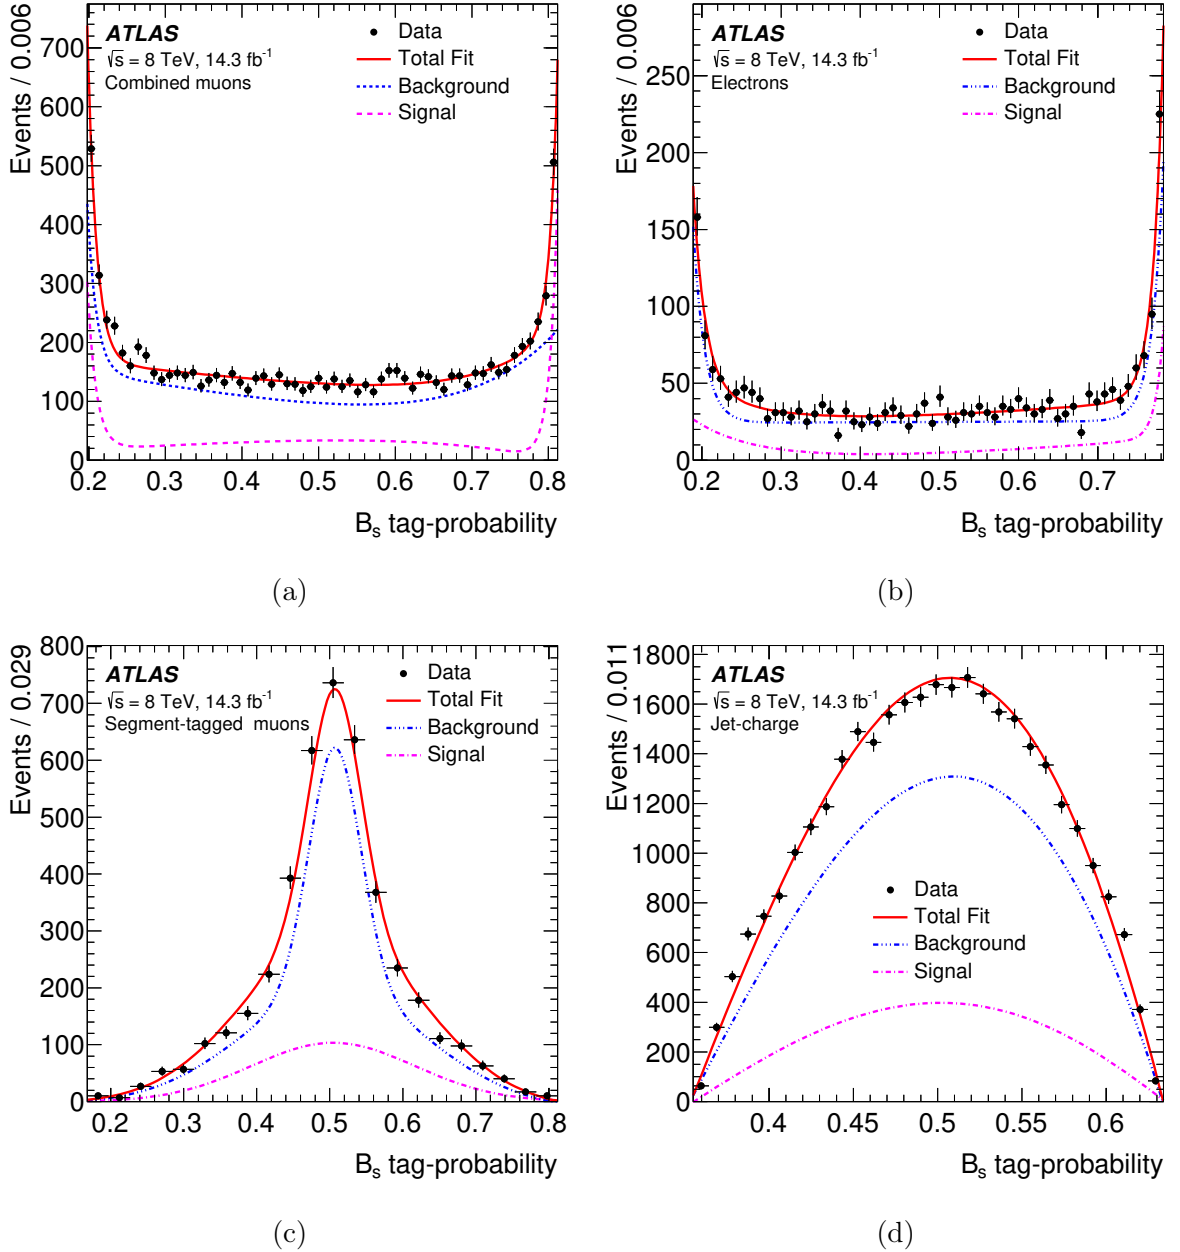 Events / 0.006
ATLAS
√s = 8 TeV, 14.3 fb⁻¹
Combined muons
Data
Total Fit
Background
Signal
700
600
500
400
300
200
100
0
0.2 0.3 0.4 0.5 0.6 0.7 0.8
Bₛ tag-probability
(a)
Events / 0.006
ATLAS
√s = 8 TeV, 14.3 fb⁻¹
Electrons
Data
Total Fit
Background
Signal
250
200
150
100
50
0
0.2 0.3 0.4 0.5 0.6 0.7
Bₛ tag-probability
(b)
Events / 0.029
ATLAS
√s = 8 TeV, 14.3 fb⁻¹
Segment-tagged muons
Data
Total Fit
Background
Signal
800
700
600
500
400
300
200
100
0
0.2 0.3 0.4 0.5 0.6 0.7 0.8
Bₛ tag-probability
(c)
Events / 0.011
ATLAS
√s = 8 TeV, 14.3 fb⁻¹
Jet-charge
1800
1600
1400
1200
1000
800
600
400
200
0
Data
Total Fit
Background
Signal
0.4 0.45 0.5 0.55 0.6
Bₛ tag-probability
(d)